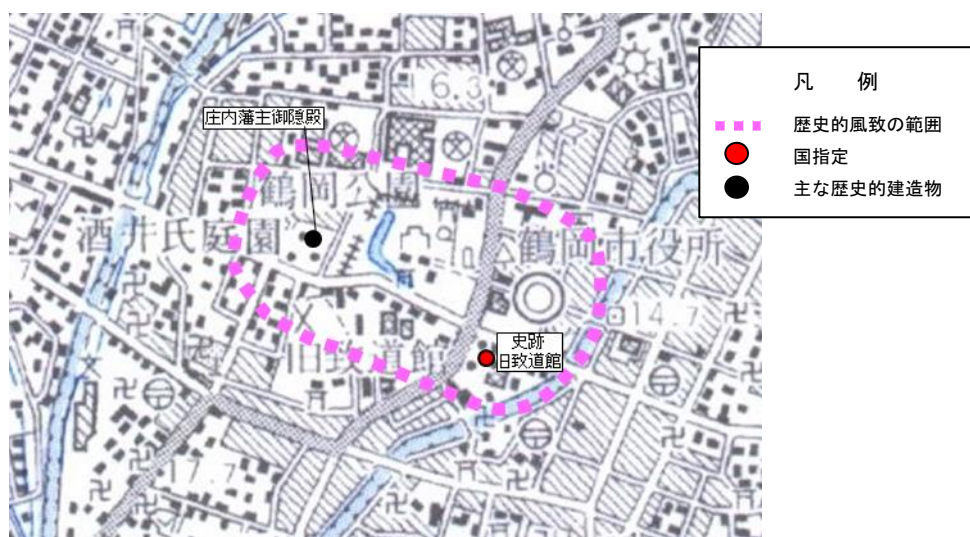 16.3
庄内藩主御隠殿
鶴岡公園
酒井氏庭園
鶴岡市役所
14.7
史跡
旧致道館
旧致道館
17.7
文
凡 例
歴史的風致の範囲
国指定
主な歴史的建造物